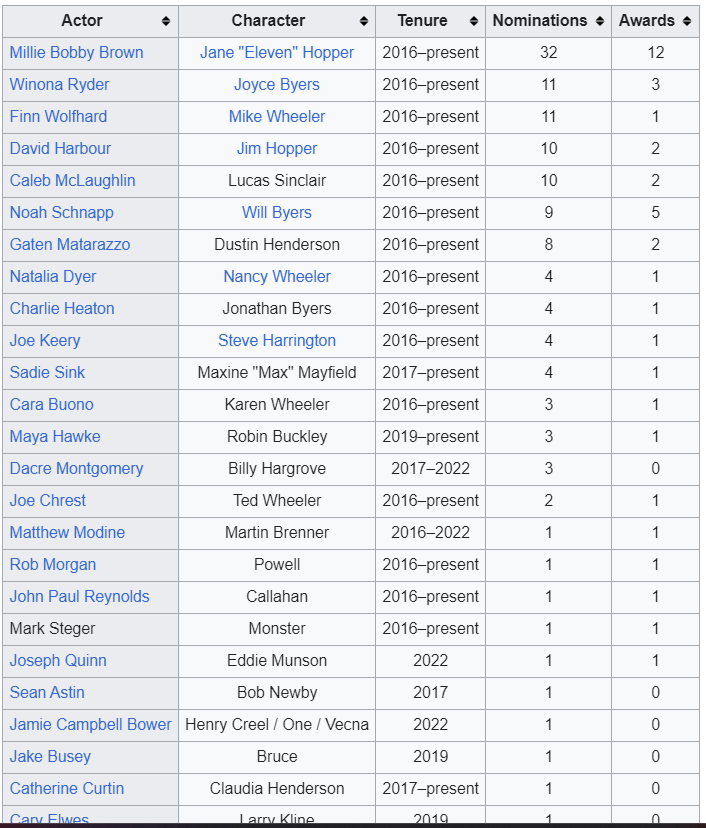 Actor Character Tenure Nominations Awards
Millie Bobby Brown Jane "Eleven" Hopper 2016–present 32 12
Winona Ryder Joyce Byers 2016–present 11 3
Finn Wolfhard Mike Wheeler 2016–present 11 1
David Harbour Jim Hopper 2016–present 10 2
Caleb McLaughlin Lucas Sinclair 2016–present 10 2
Noah Schnapp Will Byers 2016–present 9 5
Gaten Matarazzo Dustin Henderson 2016–present 8 2
Natalia Dyer Nancy Wheeler 2016–present 4 1
Charlie Heaton Jonathan Byers 2016–present 4 1
Joe Keery Steve Harrington 2016–present 4 1
Sadie Sink Maxine "Max" Mayfield 2017–present 4 1
Cara Buono Karen Wheeler 2016–present 3 1
Maya Hawke Robin Buckley 2019–present 3 1
Dacre Montgomery Billy Hargrove 2017–2022 3 0
Joe Chrest Ted Wheeler 2016–present 2 1
Matthew Modine Martin Brenner 2016–2022 1 1
Rob Morgan Powell 2016–present 1 1
John Paul Reynolds Callahan 2016–present 1 1
Mark Steger Monster 2016–present 1 1
Joseph Quinn Eddie Munson 2022 1 1
Sean Astin Bob Newby 2017 1 0
Jamie Campbell Bower Henry Creel / One / Vecna 2022 1 0
Jake Busey Bruce 2019 1 0
Catherine Curtin Claudia Henderson 2017–present 1 0
Cary Elwes Larry Kline 2019 1 0